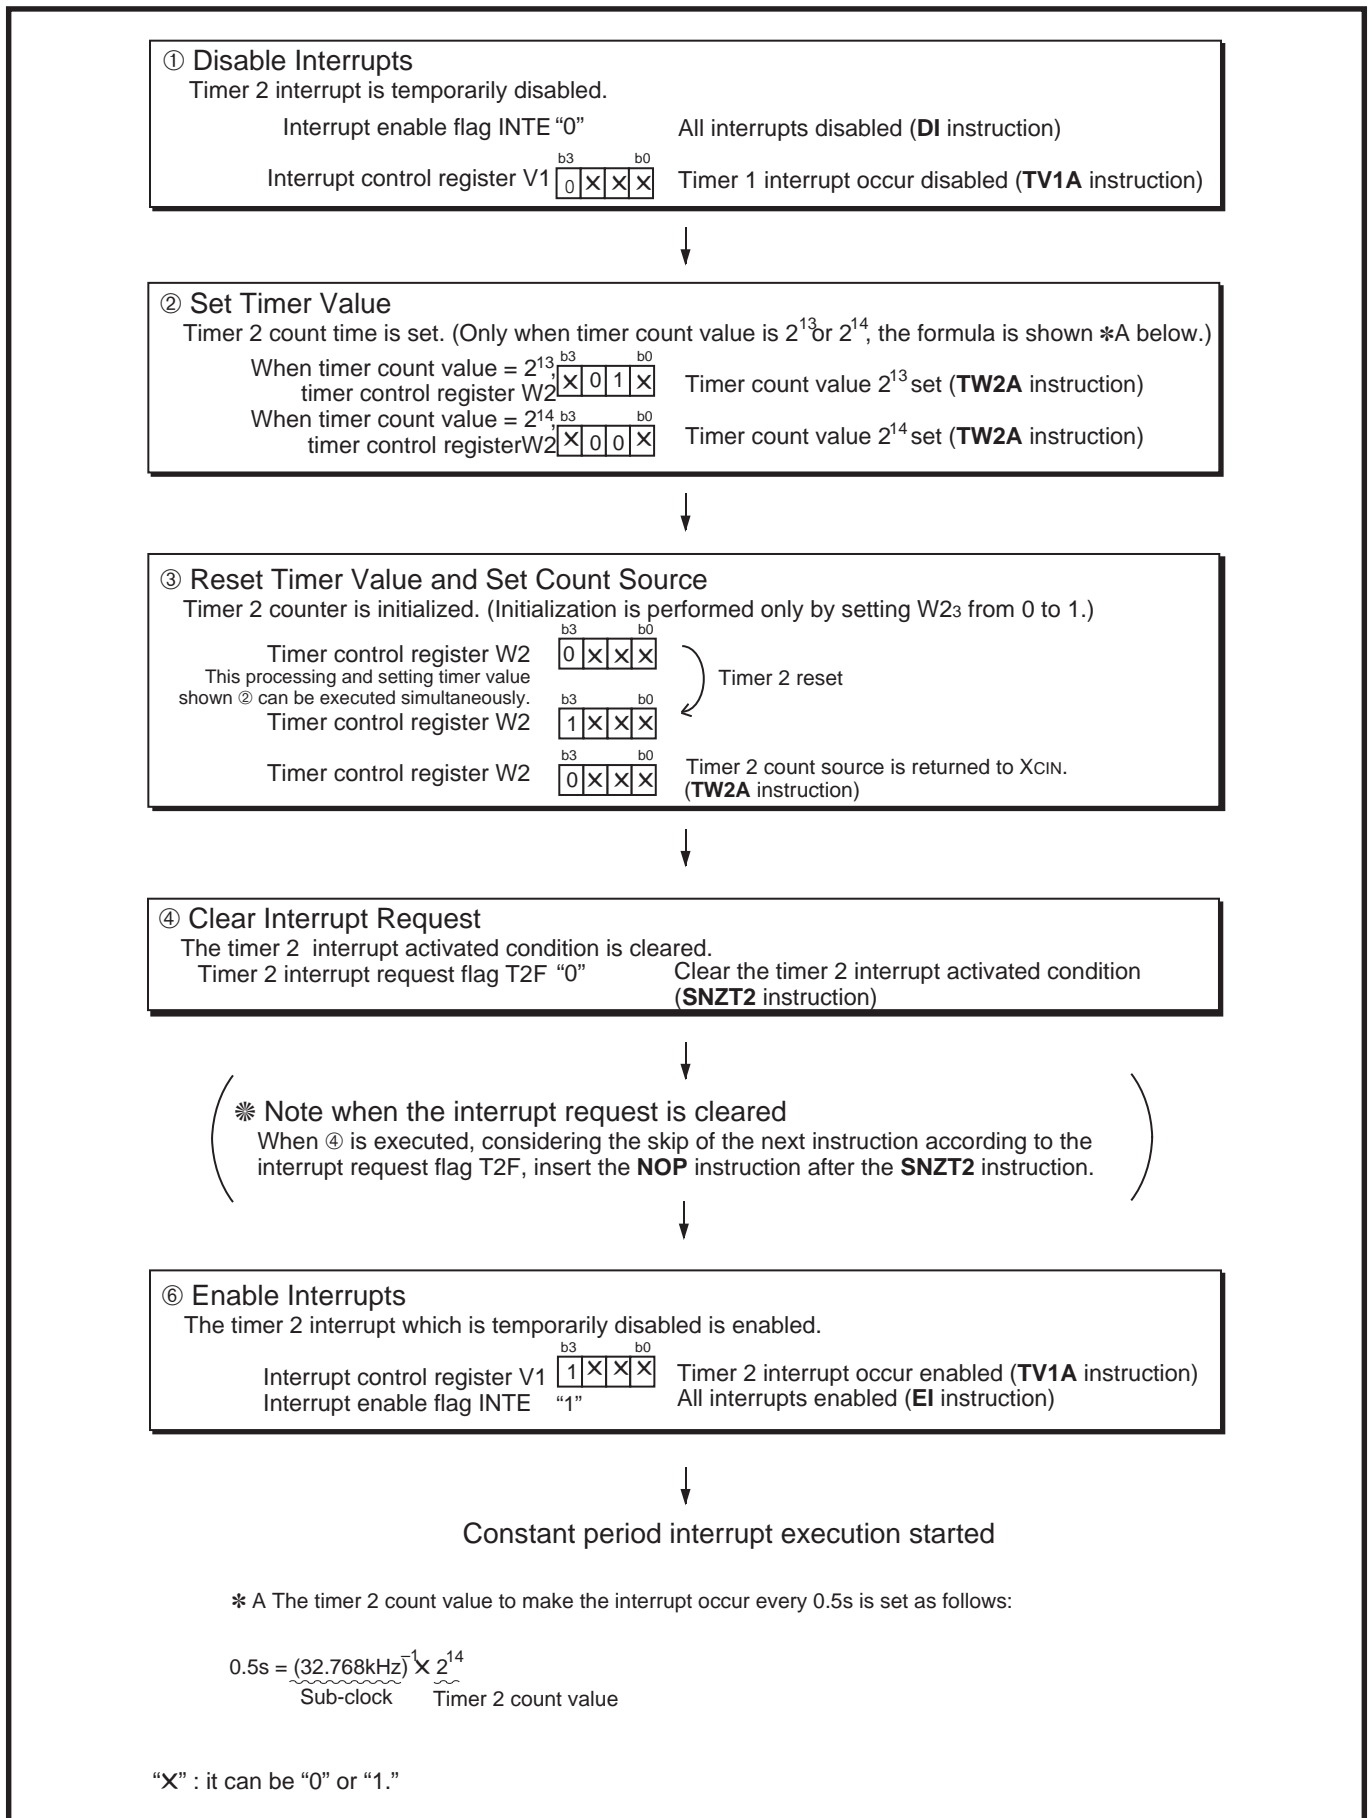 ① Disable Interrupts
Timer 2 interrupt is temporarily disabled.
Interrupt enable flag INTE “0” All interrupts disabled (DI instruction)
b3 b0
Interrupt control register V1 0 X X X Timer 1 interrupt occur disabled (TV1A instruction)
② Set Timer Value
Timer 2 count time is set. (Only when timer count value is 2^13 or 2^14, the formula is shown ✽A below.)
When timer count value = 2^13, b3 b0
timer control register W2 X 0 1 X Timer count value 2^13 set (TW2A instruction)
When timer count value = 2^14, b3 b0
timer control registerW2 X 0 0 X Timer count value 2^14 set (TW2A instruction)
③ Reset Timer Value and Set Count Source
Timer 2 counter is initialized. (Initialization is performed only by setting W23 from 0 to 1.)
b3 b0
Timer control register W2 0 X X X
This processing and setting timer value Timer 2 reset
shown ② can be executed simultaneously.
b3 b0
Timer control register W2 1 X X X
b3 b0
Timer control register W2 0 X X X Timer 2 count source is returned to XCIN.
(TW2A instruction)
④ Clear Interrupt Request
The timer 2 interrupt activated condition is cleared.
Timer 2 interrupt request flag T2F “0” Clear the timer 2 interrupt activated condition
(SNZT2 instruction)
❊ Note when the interrupt request is cleared
When ④ is executed, considering the skip of the next instruction according to the
interrupt request flag T2F, insert the NOP instruction after the SNZT2 instruction.
⑥ Enable Interrupts
The timer 2 interrupt which is temporarily disabled is enabled.
b3 b0
Interrupt control register V1 1 X X X Timer 2 interrupt occur enabled (TV1A instruction)
Interrupt enable flag INTE “1” All interrupts enabled (EI instruction)
Constant period interrupt execution started
✽ A The timer 2 count value to make the interrupt occur every 0.5s is set as follows:
0.5s = (32.768kHz)^–1 X 2^14
Sub-clock Timer 2 count value
“X” : it can be “0” or “1.”